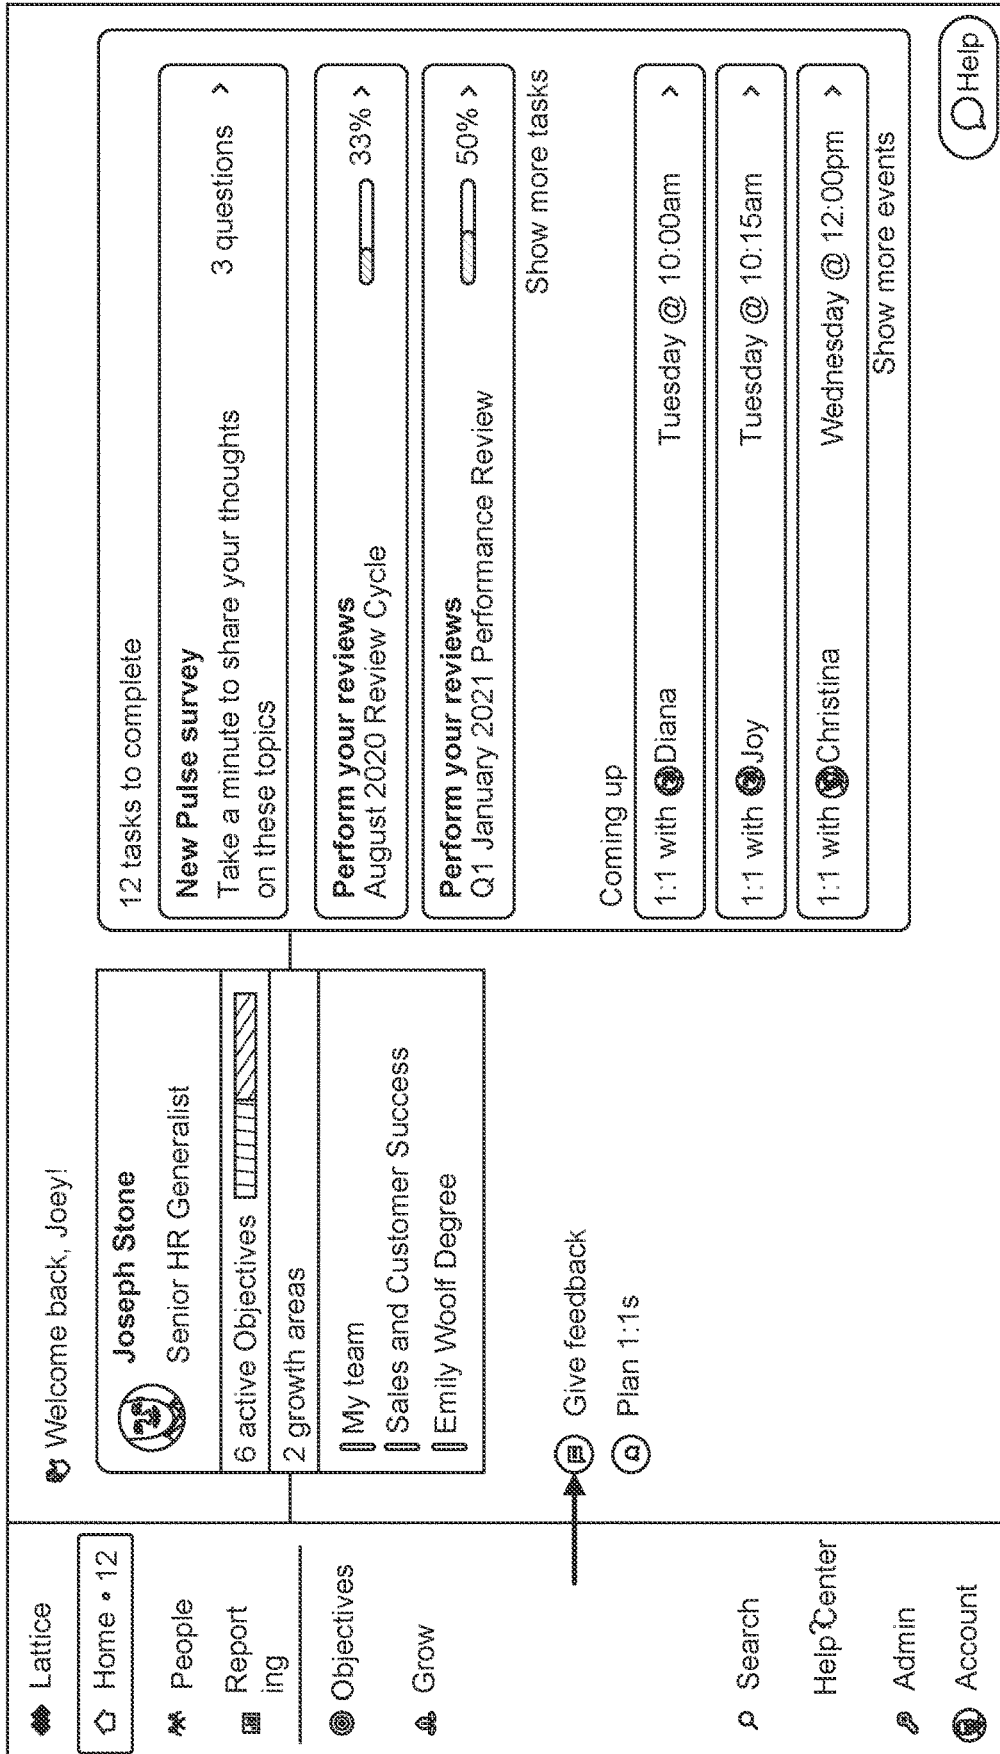 Lattice
Home • 12
People
Report
ing
Objectives
Grow
Search
Help?Center
Admin
Account
Welcome back, Joey!
Joseph Stone
Senior HR Generalist
6 active Objectives
2 growth areas
My team
Sales and Customer Success
Emily Woolf Degree
Give feedback
Plan 1:1s
12 tasks to complete
New Pulse survey
Take a minute to share your thoughts
on these topics
3 questions >
Perform your reviews
August 2020 Review Cycle
33% >
Perform your reviews
Q1 January 2021 Performance Review
50% >
Show more tasks
Coming up
1:1 with Diana Tuesday @ 10:00am >
1:1 with Joy Tuesday @ 10:15am >
1:1 with Christina Wednesday @ 12:00pm >
Show more events
Help